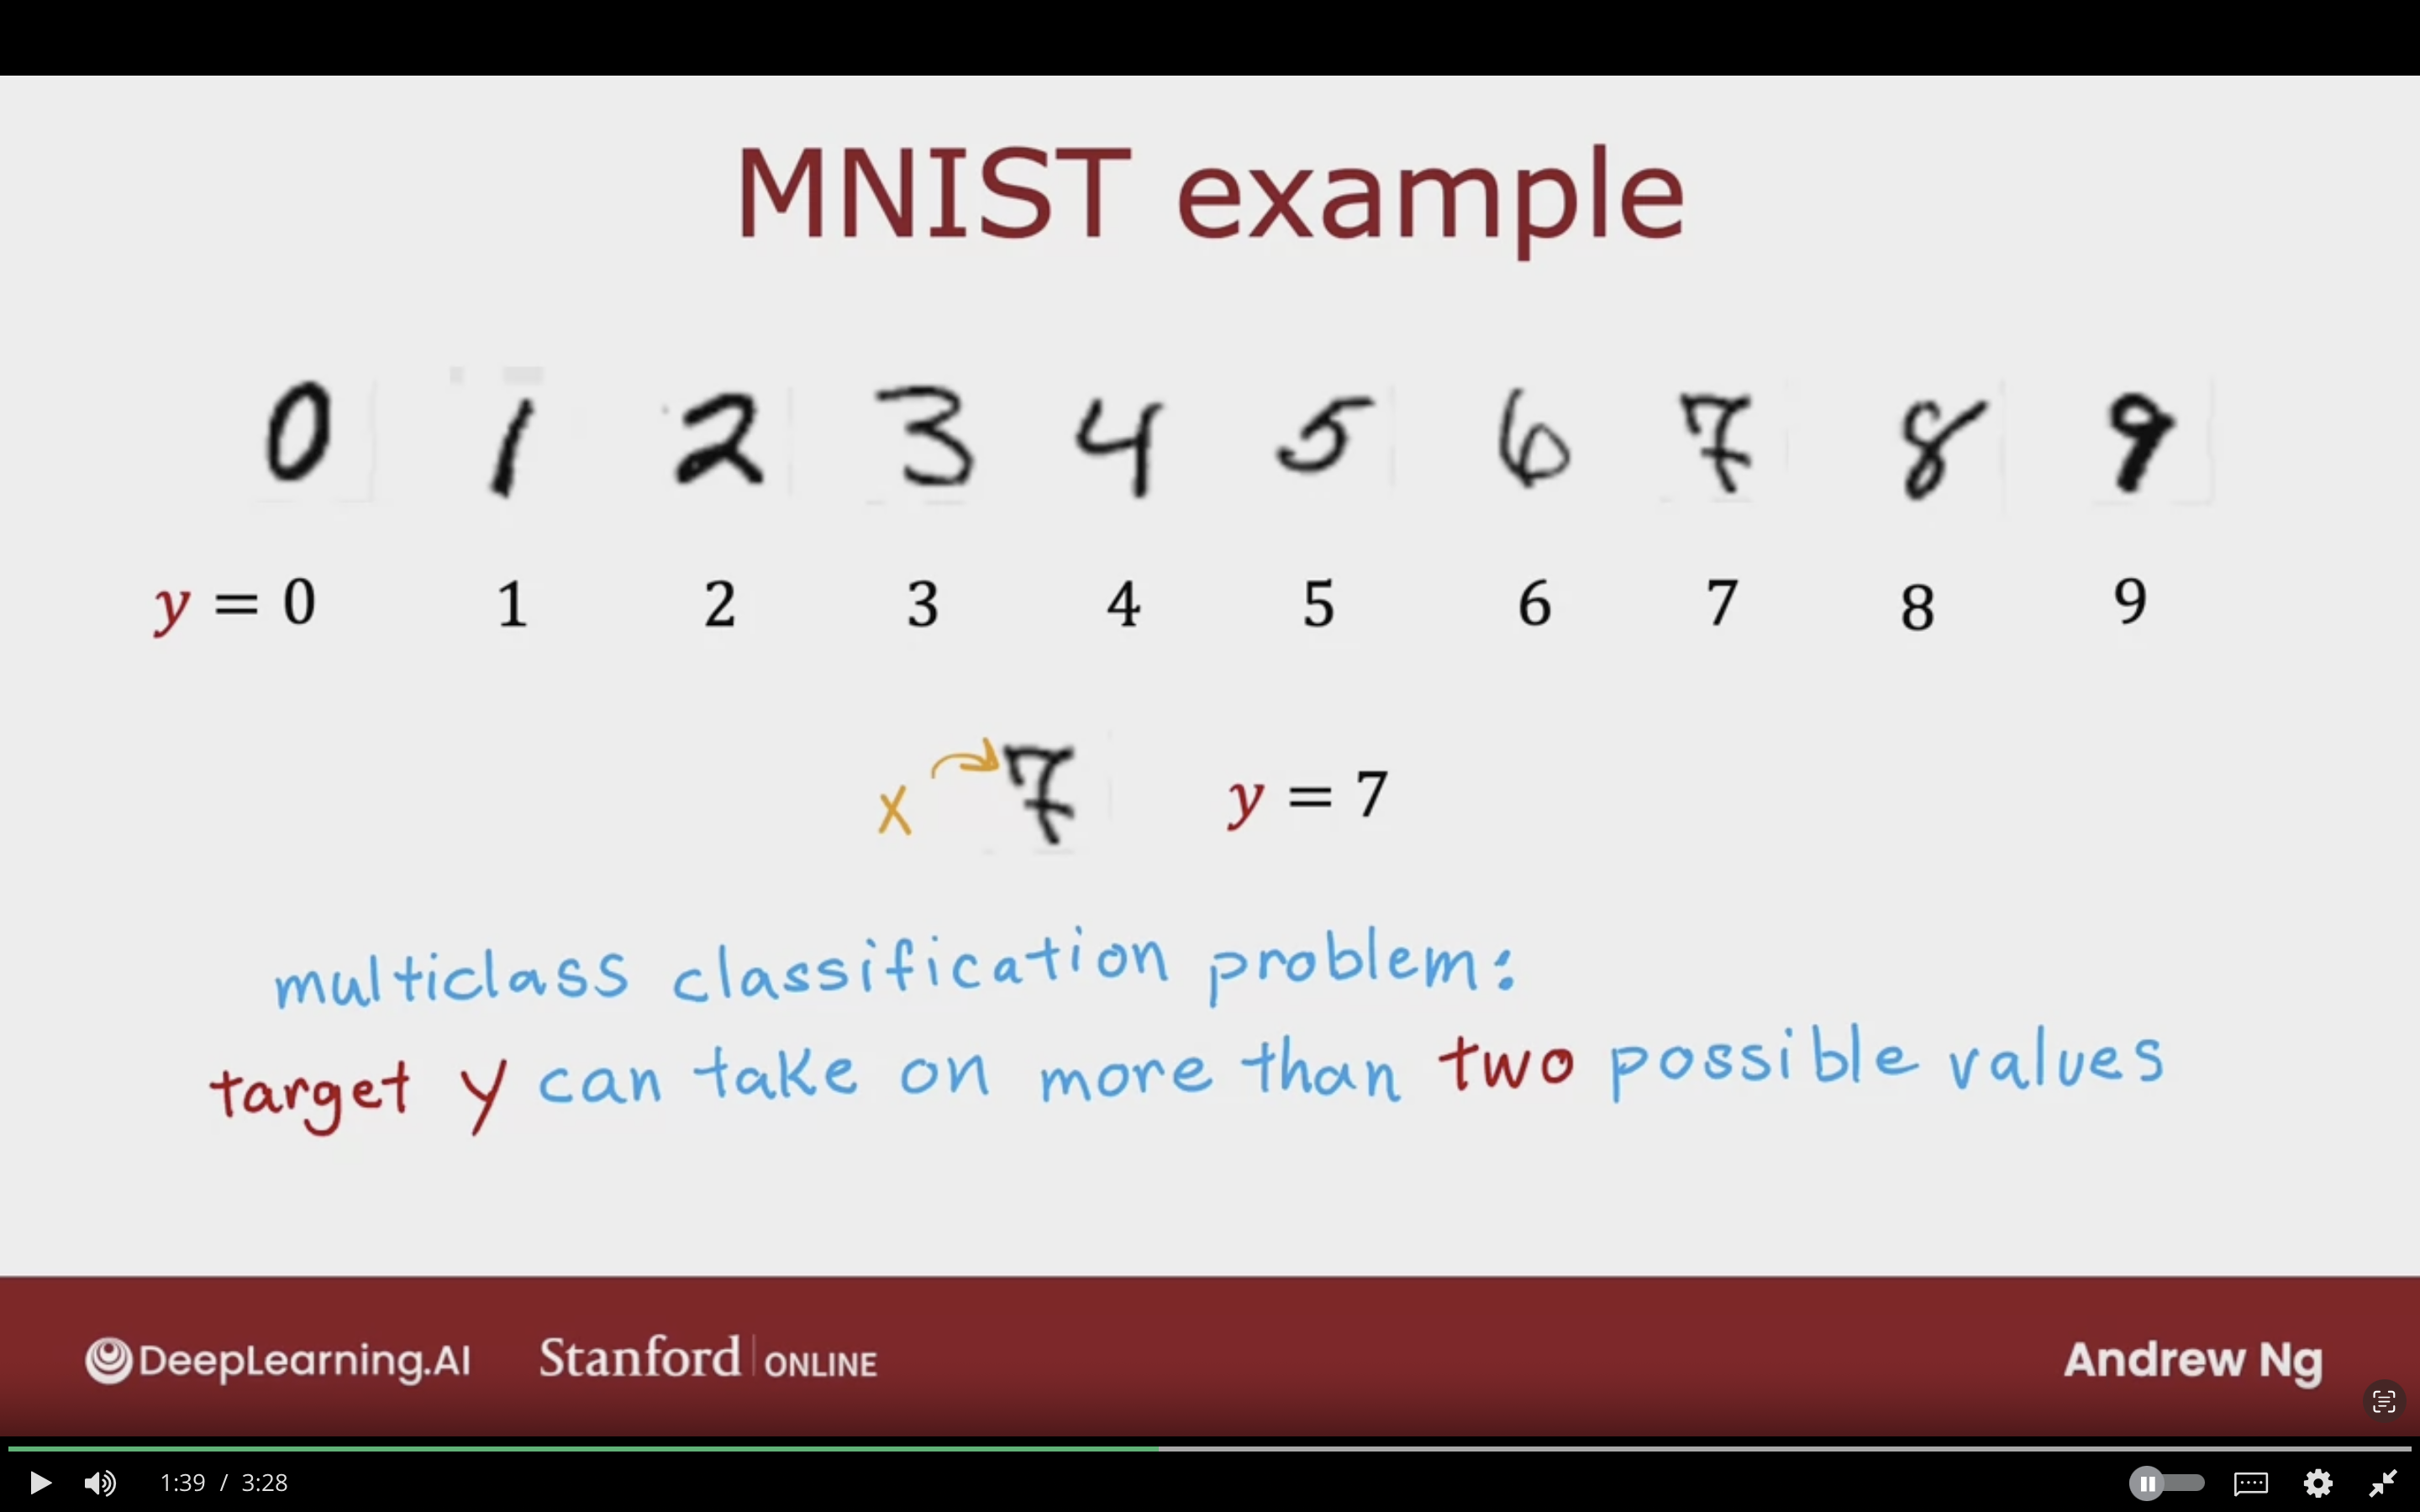 MNIST example
0 1 2 3 4 5 6 7 8 9
y = 0 1 2 3 4 5 6 7 8 9
x 7 y = 7
multiclass classification problem:
target y can take on more than two possible values
DeepLearning.AI Stanford ONLINE Andrew Ng
1:39 / 3:28